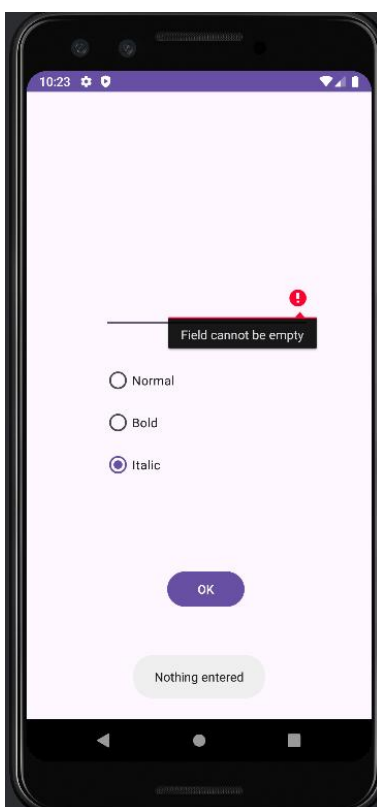 10:23
Field cannot be empty
Normal
Bold
Italic
OK
Nothing entered